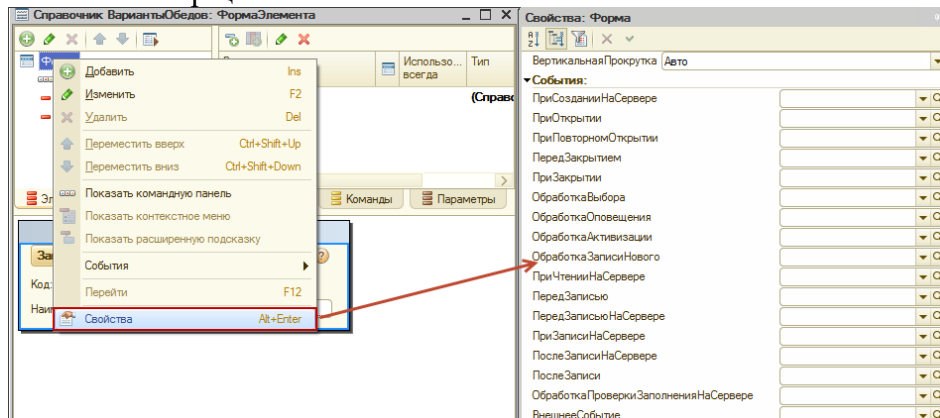 Справочник ВариантыОбедов: ФормаЭлемента
Использо... Тип
всегда
(Справо
Добавить Ins
Изменить F2
Удалить Del
Переместить вверх Ctrl+Shift+Up
Переместить вниз Ctrl+Shift+Down
Показать командную панель
Показать контекстное меню
Показать расширенную подсказку
События
Перейти F12
Свойства Alt+Enter
Эл
Команды
Параметры
За
Код:
Наи
Свойства: Форма
ВертикальнаяПрокрутка Авто
События:
ПриСозданииНаСервере
ПриОткрытии
ПриПовторномОткрытии
ПередЗакрытием
ПриЗакрытии
ОбработкаВыбора
ОбработкаОповещения
ОбработкаАктивизации
ОбработкаЗаписиНового
ПриЧтенииНаСервере
ПередЗаписью
ПередЗаписьюНаСервере
ПриЗаписиНаСервере
ПослеЗаписиНаСервере
ПослеЗаписи
ОбработкаПроверкиЗаполненияНаСервере
ВнешнееСобытие